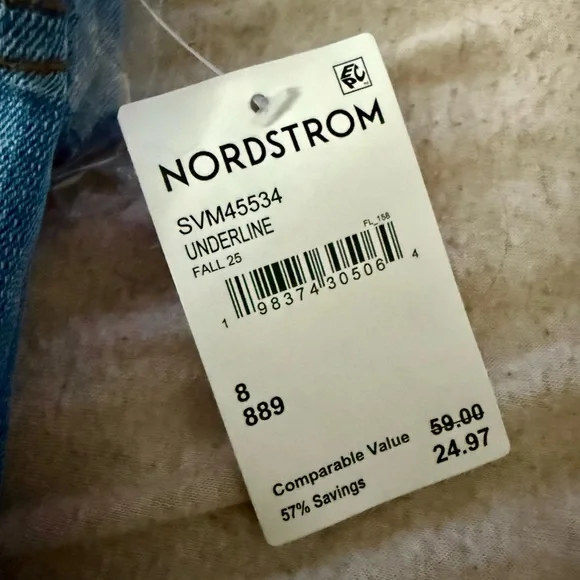 EPC
NORDSTROM
SVM45534
UNDERLINE
FALL 25
FL_158
1 98374 30506 4
8
889
Comparable Value 59.00
57% Savings 24.97